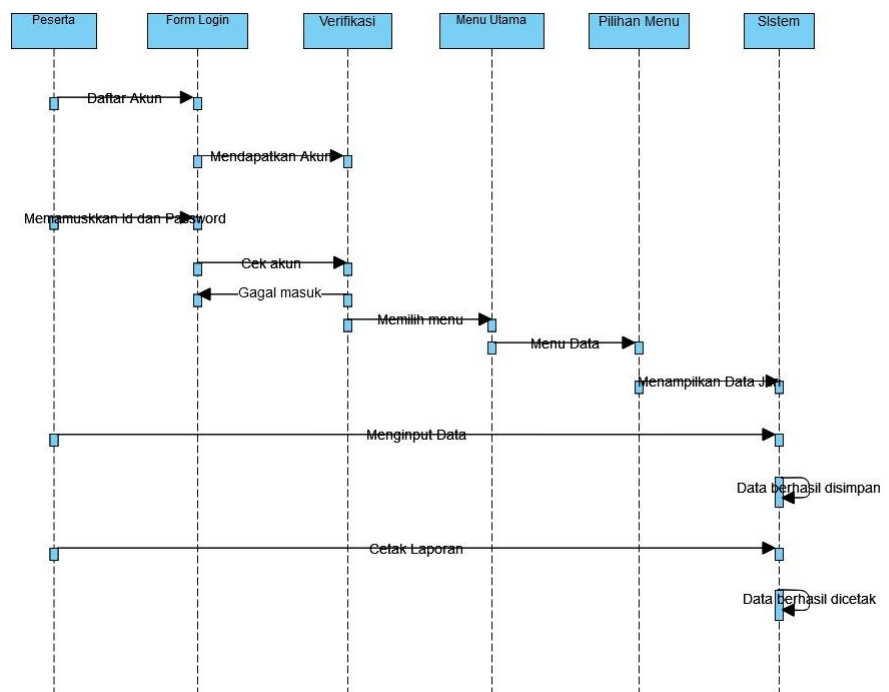 Peserta
Form Login
Verifikasi
Menu Utama
Pilihan Menu
Sistem
Daftar Akun
Mendapatkan Akun
Memamuskkan Id dan Password
Cek akun
Gagal masuk
Memilih menu
Menu Data
Menampilkan Data
Menginput Data
Data berhasil disimpan
Cetak Laporan
Data berhasil dicetak